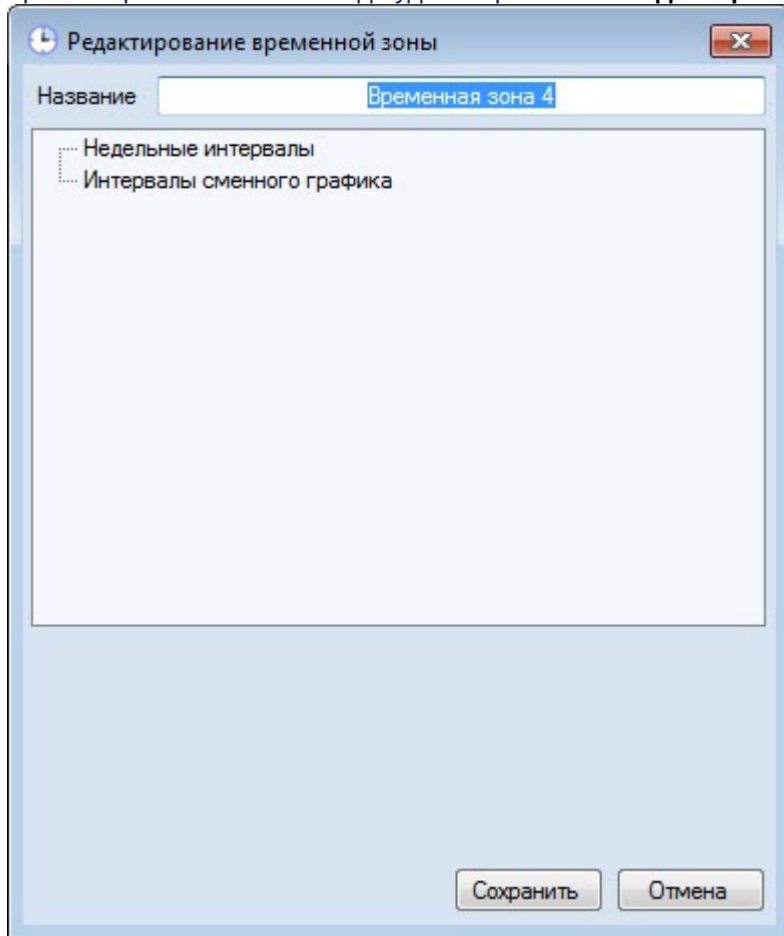 Редактирование временной зоны
Название Временная зона 4
Недельные интервалы
Интервалы сменного графика
Сохранить Отмена